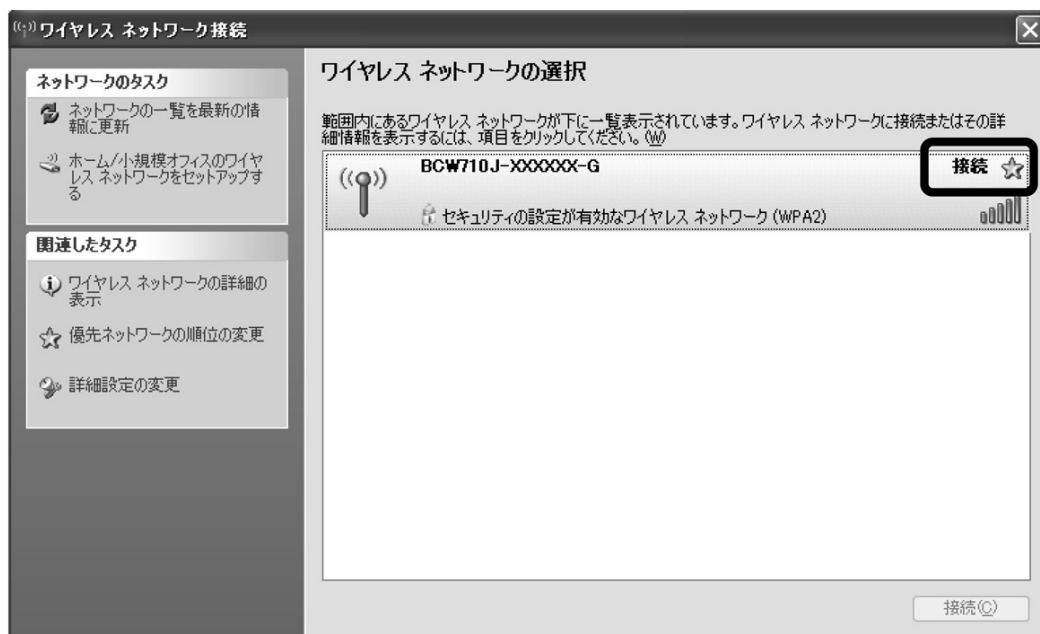 ワイヤレス ネットワーク接続
ネットワークのタスク
ネットワークの一覧を最新の情
報に更新
ホーム/小規模オフィスのワイヤ
レス ネットワークをセットアップす
る
関連したタスク
ワイヤレス ネットワークの詳細の
表示
優先ネットワークの順位の変更
詳細設定の変更
ワイヤレス ネットワークの選択
範囲内にあるワイヤレス ネットワークが下に一覧表示されています。ワイヤレス ネットワークに接続またはその詳
細情報を表示するには、項目をクリックしてください。(W)
BCW710J-XXXXXX-G
接続
セキュリティの設定が有効なワイヤレス ネットワーク (WPA2)
接続(C)